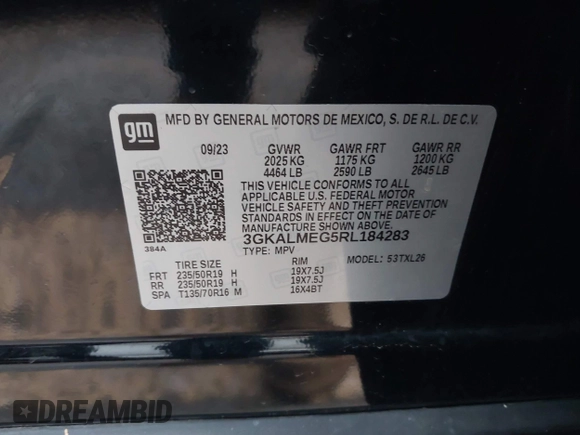 gm
MFD BY GENERAL MOTORS DE MEXICO, S. DE R.L. DE C.V.
09/23 GVWR GAWR FRT GAWR RR
2025 KG 1175 KG 1200 KG
4464 LB 2590 LB 2645 LB
THIS VEHICLE CONFORMS TO ALL
APPLICABLE U.S. FEDERAL MOTOR
VEHICLE SAFETY AND THEFT PREVENTION
STANDARDS IN EFFECT ON THE DATE OF
MANUFACTURE SHOWN ABOVE.
384A 3GKALMEG5RL184283
TYPE: MPV MODEL: 53TXL26
TIRE SIZE RIM
FRT 235/50R19 H 19X7.5J
RR 235/50R19 H 19X7.5J
SPA T135/70R16 M 16X4BT
DREAMBID